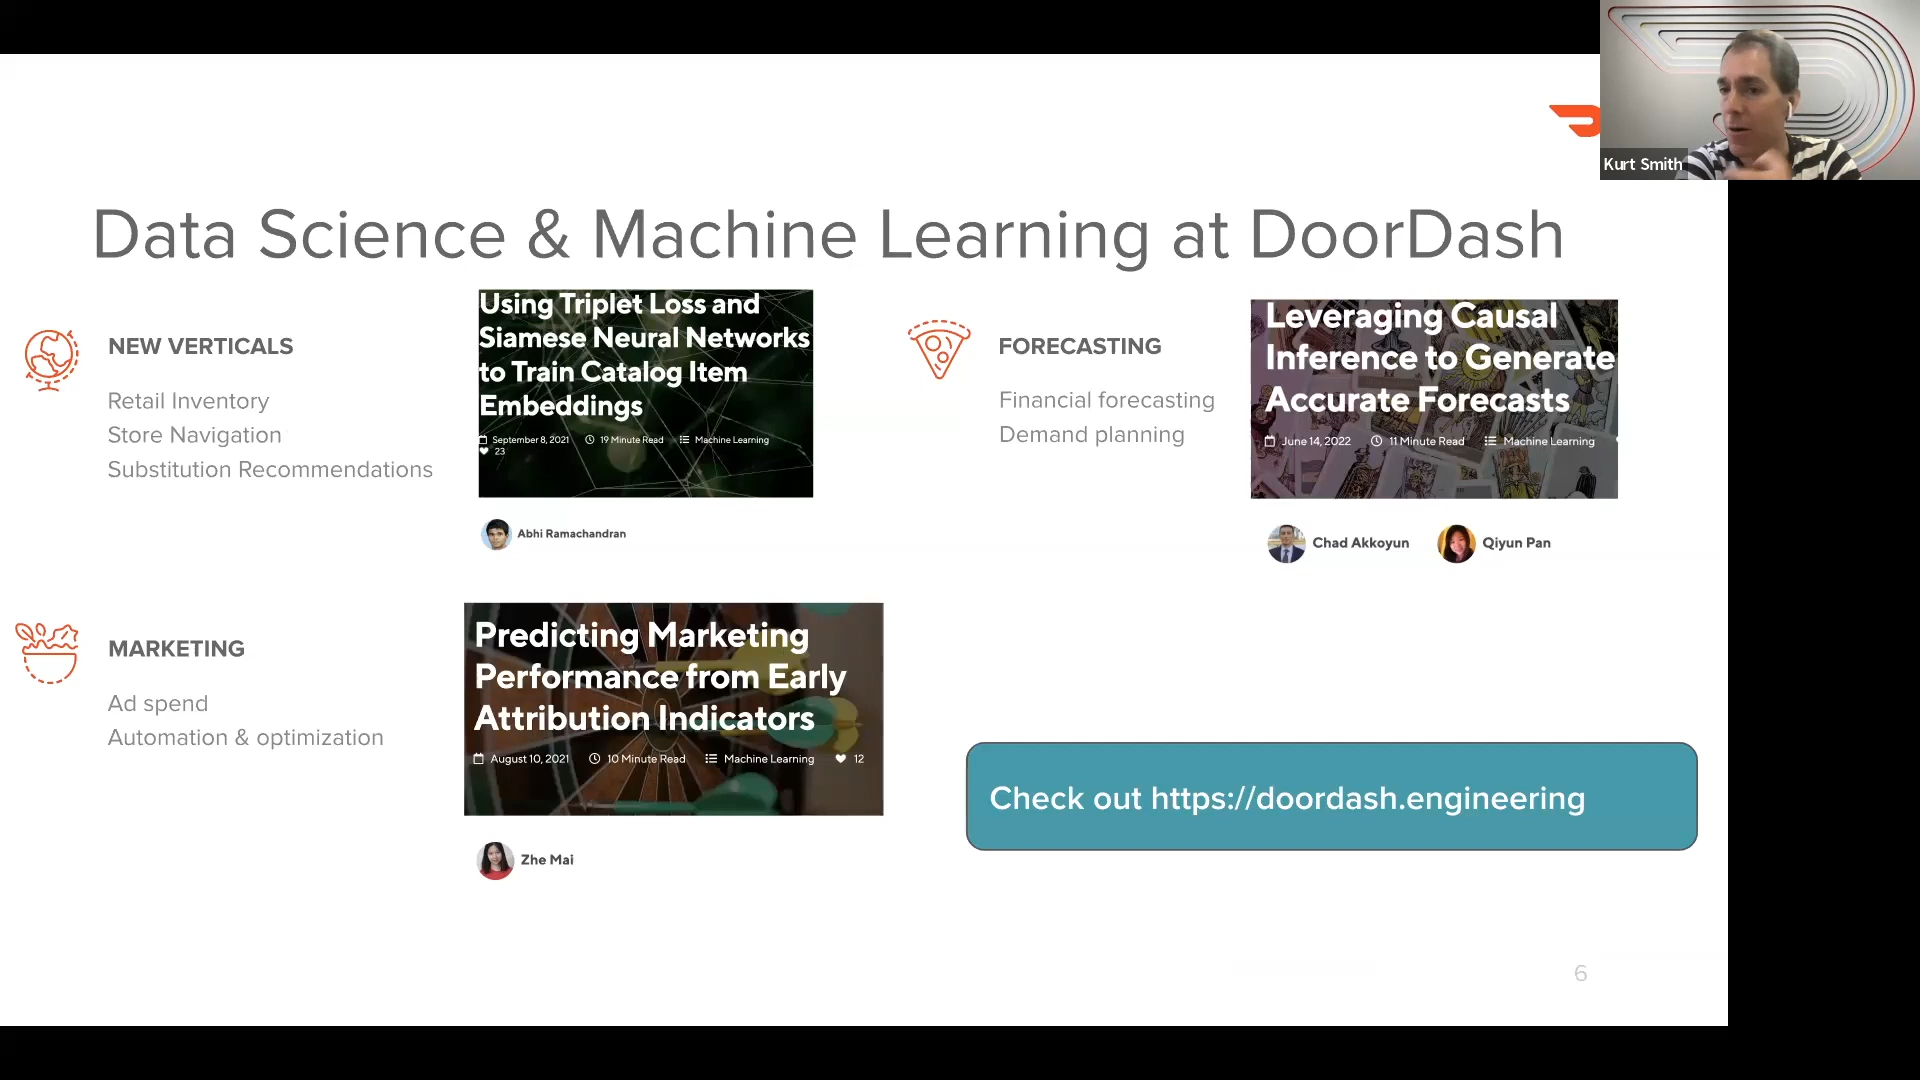 Kurt Smith
Data Science & Machine Learning at DoorDash
NEW VERTICALS
Retail Inventory
Store Navigation
Substitution Recommendations
Using Triplet Loss and
Siamese Neural Networks
to Train Catalog Item
Embeddings
September 8, 2021 19 Minute Read Machine Learning
23
Abhi Ramachandran
FORECASTING
Financial forecasting
Demand planning
Leveraging Causal
Inference to Generate
Accurate Forecasts
June 14, 2022 11 Minute Read Machine Learning
Chad Akkoyun Qiyun Pan
MARKETING
Ad spend
Automation & optimization
Predicting Marketing
Performance from Early
Attribution Indicators
August 10, 2021 10 Minute Read Machine Learning 12
Zhe Mai
Check out https://doordash.engineering
6